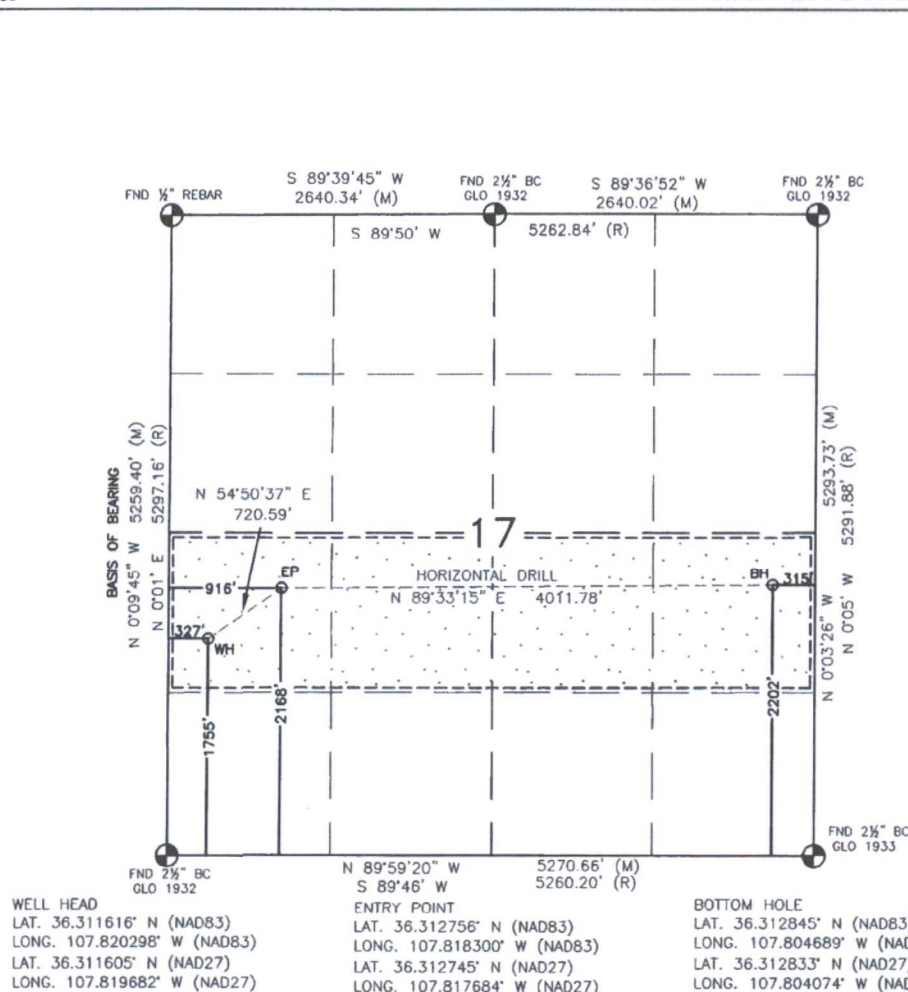 S 89°39'45" W
2640.34' (M)
FND 2½" BC
GLO 1932
S 89°36'52" W
2640.02' (M)
FND 2½" BC
FND ½" REBAR
S 89°50' W
5262.84' (R)
BASIS OF BEARING
N 0°09'45" W 5259.40' (M)
N 0°01' E 5297.16' (R)
N 54°50'37" E
720.59'
17
5293.73' (M)
5291.88' (R)
N 0°03'26" W
N 0°05' W
EP
916'
HORIZONTAL DRILL
N 89°33'15" E 4011.78'
BH
315'
327'
WH
1755'
2168'
2202'
FND 2½" BC
GLO 1932
N 89°59'20" W 5270.66' (M)
S 89°46' W 5260.20' (R)
FND 2½" BC
GLO 1933
WELL HEAD
LAT. 36.311616° N (NAD83)
LONG. 107.820298° W (NAD83)
LAT. 36.311605° N (NAD27)
LONG. 107.819682° W (NAD27)
ENTRY POINT
LAT. 36.312756° N (NAD83)
LONG. 107.818300° W (NAD83)
LAT. 36.312745° N (NAD27)
LONG. 107.817684° W (NAD27)
BOTTOM HOLE
LAT. 36.312845° N (NAD83
LONG. 107.804689° W (NAD
LAT. 36.312833° N (NAD27
LONG. 107.804074° W (NAD